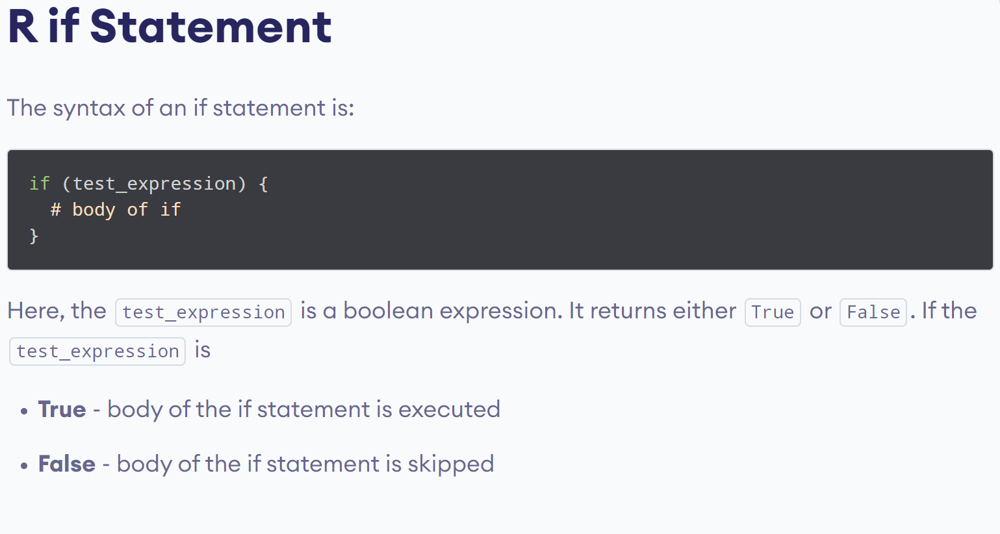 R if Statement
The syntax of an if statement is:
if (test_expression) {
  # body of if
}
Here, the test_expression is a boolean expression. It returns either True or False. If the
test_expression is
• True - body of the if statement is executed
• False - body of the if statement is skipped